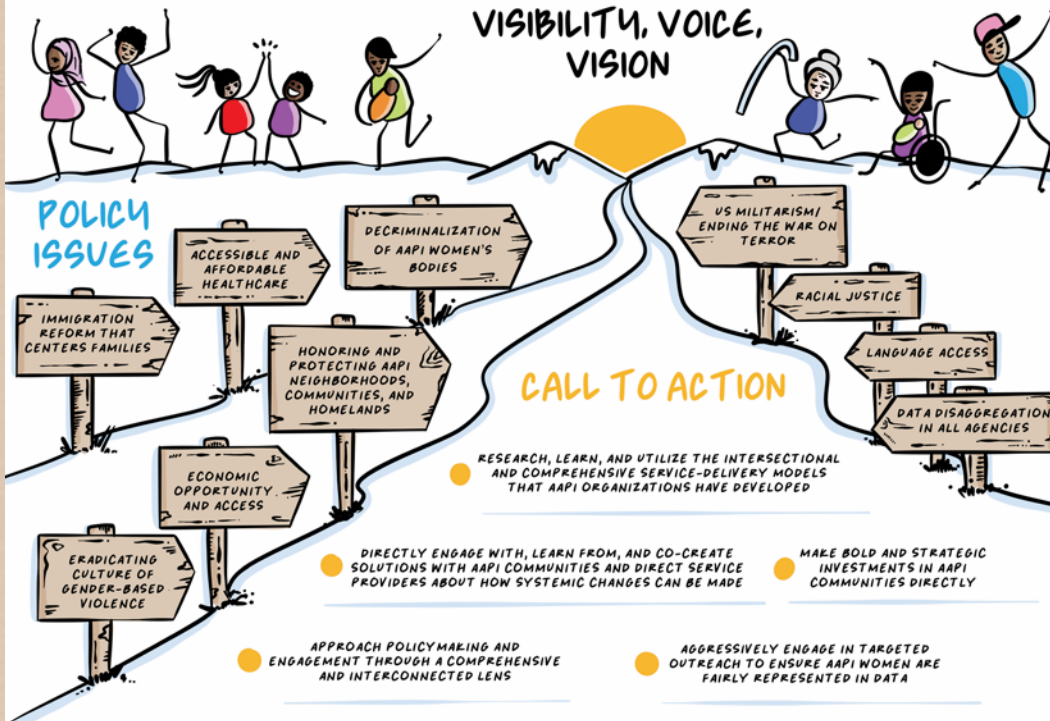 VISIBILITY, VOICE,
VISION
POLICY
ISSUES
IMMIGRATION
REFORM THAT
CENTERS FAMILIES
ACCESSIBLE AND
AFFORDABLE
HEALTHCARE
DECRIMINALIZATION
OF AAPI WOMEN'S
BODIES
HONORING AND
PROTECTING AAPI
NEIGHBORHOODS,
COMMUNITIES, AND
HOMELANDS
ECONOMIC
OPPORTUNITY
AND ACCESS
ERADICATING
CULTURE OF
GENDER-BASED
VIOLENCE
US MILITARISM/
ENDING THE WAR ON
TERROR
RACIAL JUSTICE
LANGUAGE ACCESS
DATA DISAGGREGATION
IN ALL AGENCIES
CALL TO ACTION
RESEARCH, LEARN, AND UTILIZE THE INTERSECTIONAL
AND COMPREHENSIVE SERVICE-DELIVERY MODELS
THAT AAPI ORGANIZATIONS HAVE DEVELOPED
DIRECTLY ENGAGE WITH, LEARN FROM, AND CO-CREATE
SOLUTIONS WITH AAPI COMMUNITIES AND DIRECT SERVICE
PROVIDERS ABOUT HOW SYSTEMIC CHANGES CAN BE MADE
MAKE BOLD AND STRATEGIC
INVESTMENTS IN AAPI
COMMUNITIES DIRECTLY
APPROACH POLICYMAKING AND
ENGAGEMENT THROUGH A COMPREHENSIVE
AND INTERCONNECTED LENS
AGGRESSIVELY ENGAGE IN TARGETED
OUTREACH TO ENSURE AAPI WOMEN ARE
FAIRLY REPRESENTED IN DATA